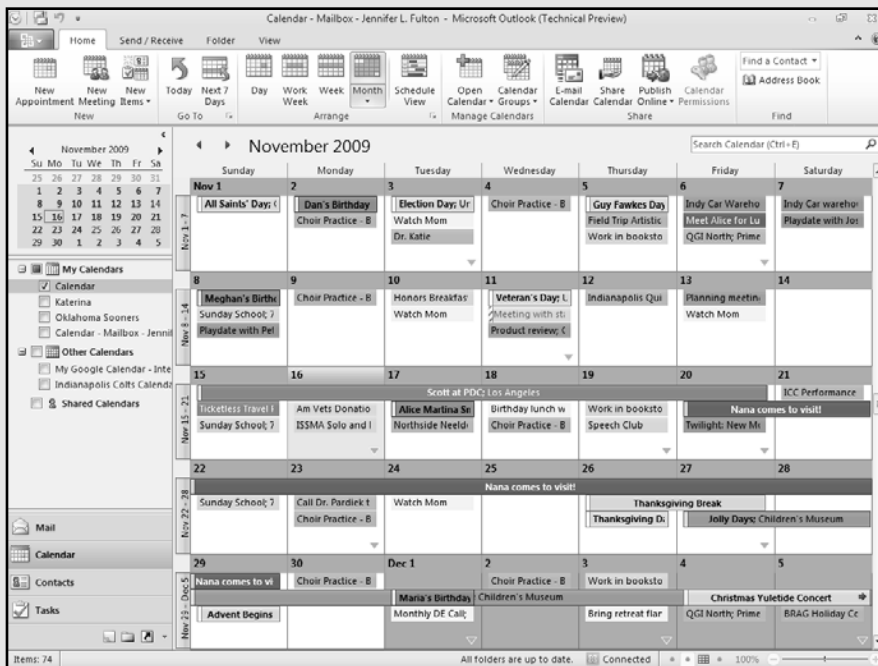 Calendar - Mailbox - Jennifer L. Fulton - Microsoft Outlook (Technical Preview)
Home Send / Receive Folder View
New Appointment
New Meeting
New Items
Today
Next 7 Days
Day
Work Week
Week
Month
Schedule View
Open Calendar
Calendar Groups
E-mail Calendar
Share Calendar
Publish Online
Calendar Permissions
Find a Contact
Address Book
New Go To Arrange Manage Calendars Share Find
November 2009
Su Mo Tu We Th Fr Sa
25 26 27 28 29 30 31
1 2 3 4 5 6 7
8 9 10 11 12 13 14
15 16 17 18 19 20 21
22 23 24 25 26 27 28
29 30 1 2 3 4 5
My Calendars
Calendar
Katerina
Oklahoma Sooners
Calendar - Mailbox - Jennif
Other Calendars
My Google Calendar - Inte
Indianapolis Colts Calenda
Shared Calendars
Mail
Calendar
Contacts
Tasks
November 2009
Search Calendar (Ctrl+E)
Sunday Monday Tuesday Wednesday Thursday Friday Saturday
Nov 1 - 7
Nov 1 2 3 4 5 6 7
All Saints' Day; Dan's Birthday Election Day; Choir Practice - B Guy Fawkes Day Indy Car Wareho Indy Car wareho
Choir Practice - B Watch Mom Field Trip Artistic Meet Alice for Lu Playdate with Jos
Dr. Katie Work in booksto QGI North; Prime
Nov 8 - 14
8 9 10 11 12 13 14
Meghan's Birth Choir Practice - B Honors Breakfas Veteran's Day; Indianapolis Qui Planning meetin
Sunday School; 7 Watch Mom Meeting with sta Watch Mom
Playdate with Pel Product review;
Nov 15 - 21
15 16 17 18 19 20 21
Scott at PDC; Los Angeles ICC Performance
Ticketless Travel Am Vets Donatio Alice Martina Sn Birthday lunch w Work in booksto Nana comes to visit!
Sunday School; 7 ISSMA Solo and Northside Neeld Choir Practice - B Speech Club Twilight: New Mo
Nov 22 - 28
22 23 24 25 26 27 28
Nana comes to visit!
Sunday School; 7 Call Dr. Pardiek t Watch Mom Thanksgiving Break
Choir Practice - B Thanksgiving Da Jolly Days; Children's Museum
Nov 29 - Dec 5
29 30 Dec 1 2 3 4 5
Nana comes to vi Choir Practice - B Choir Practice - B Work in booksto
Maria's Birthday Children's Museum Christmas Yuletide Concert
Advent Begins Monthly DE Call; Bring retreat flar QGI North; Prime BRAG Holiday Cc
Items: 74
All folders are up to date. Connected 100%